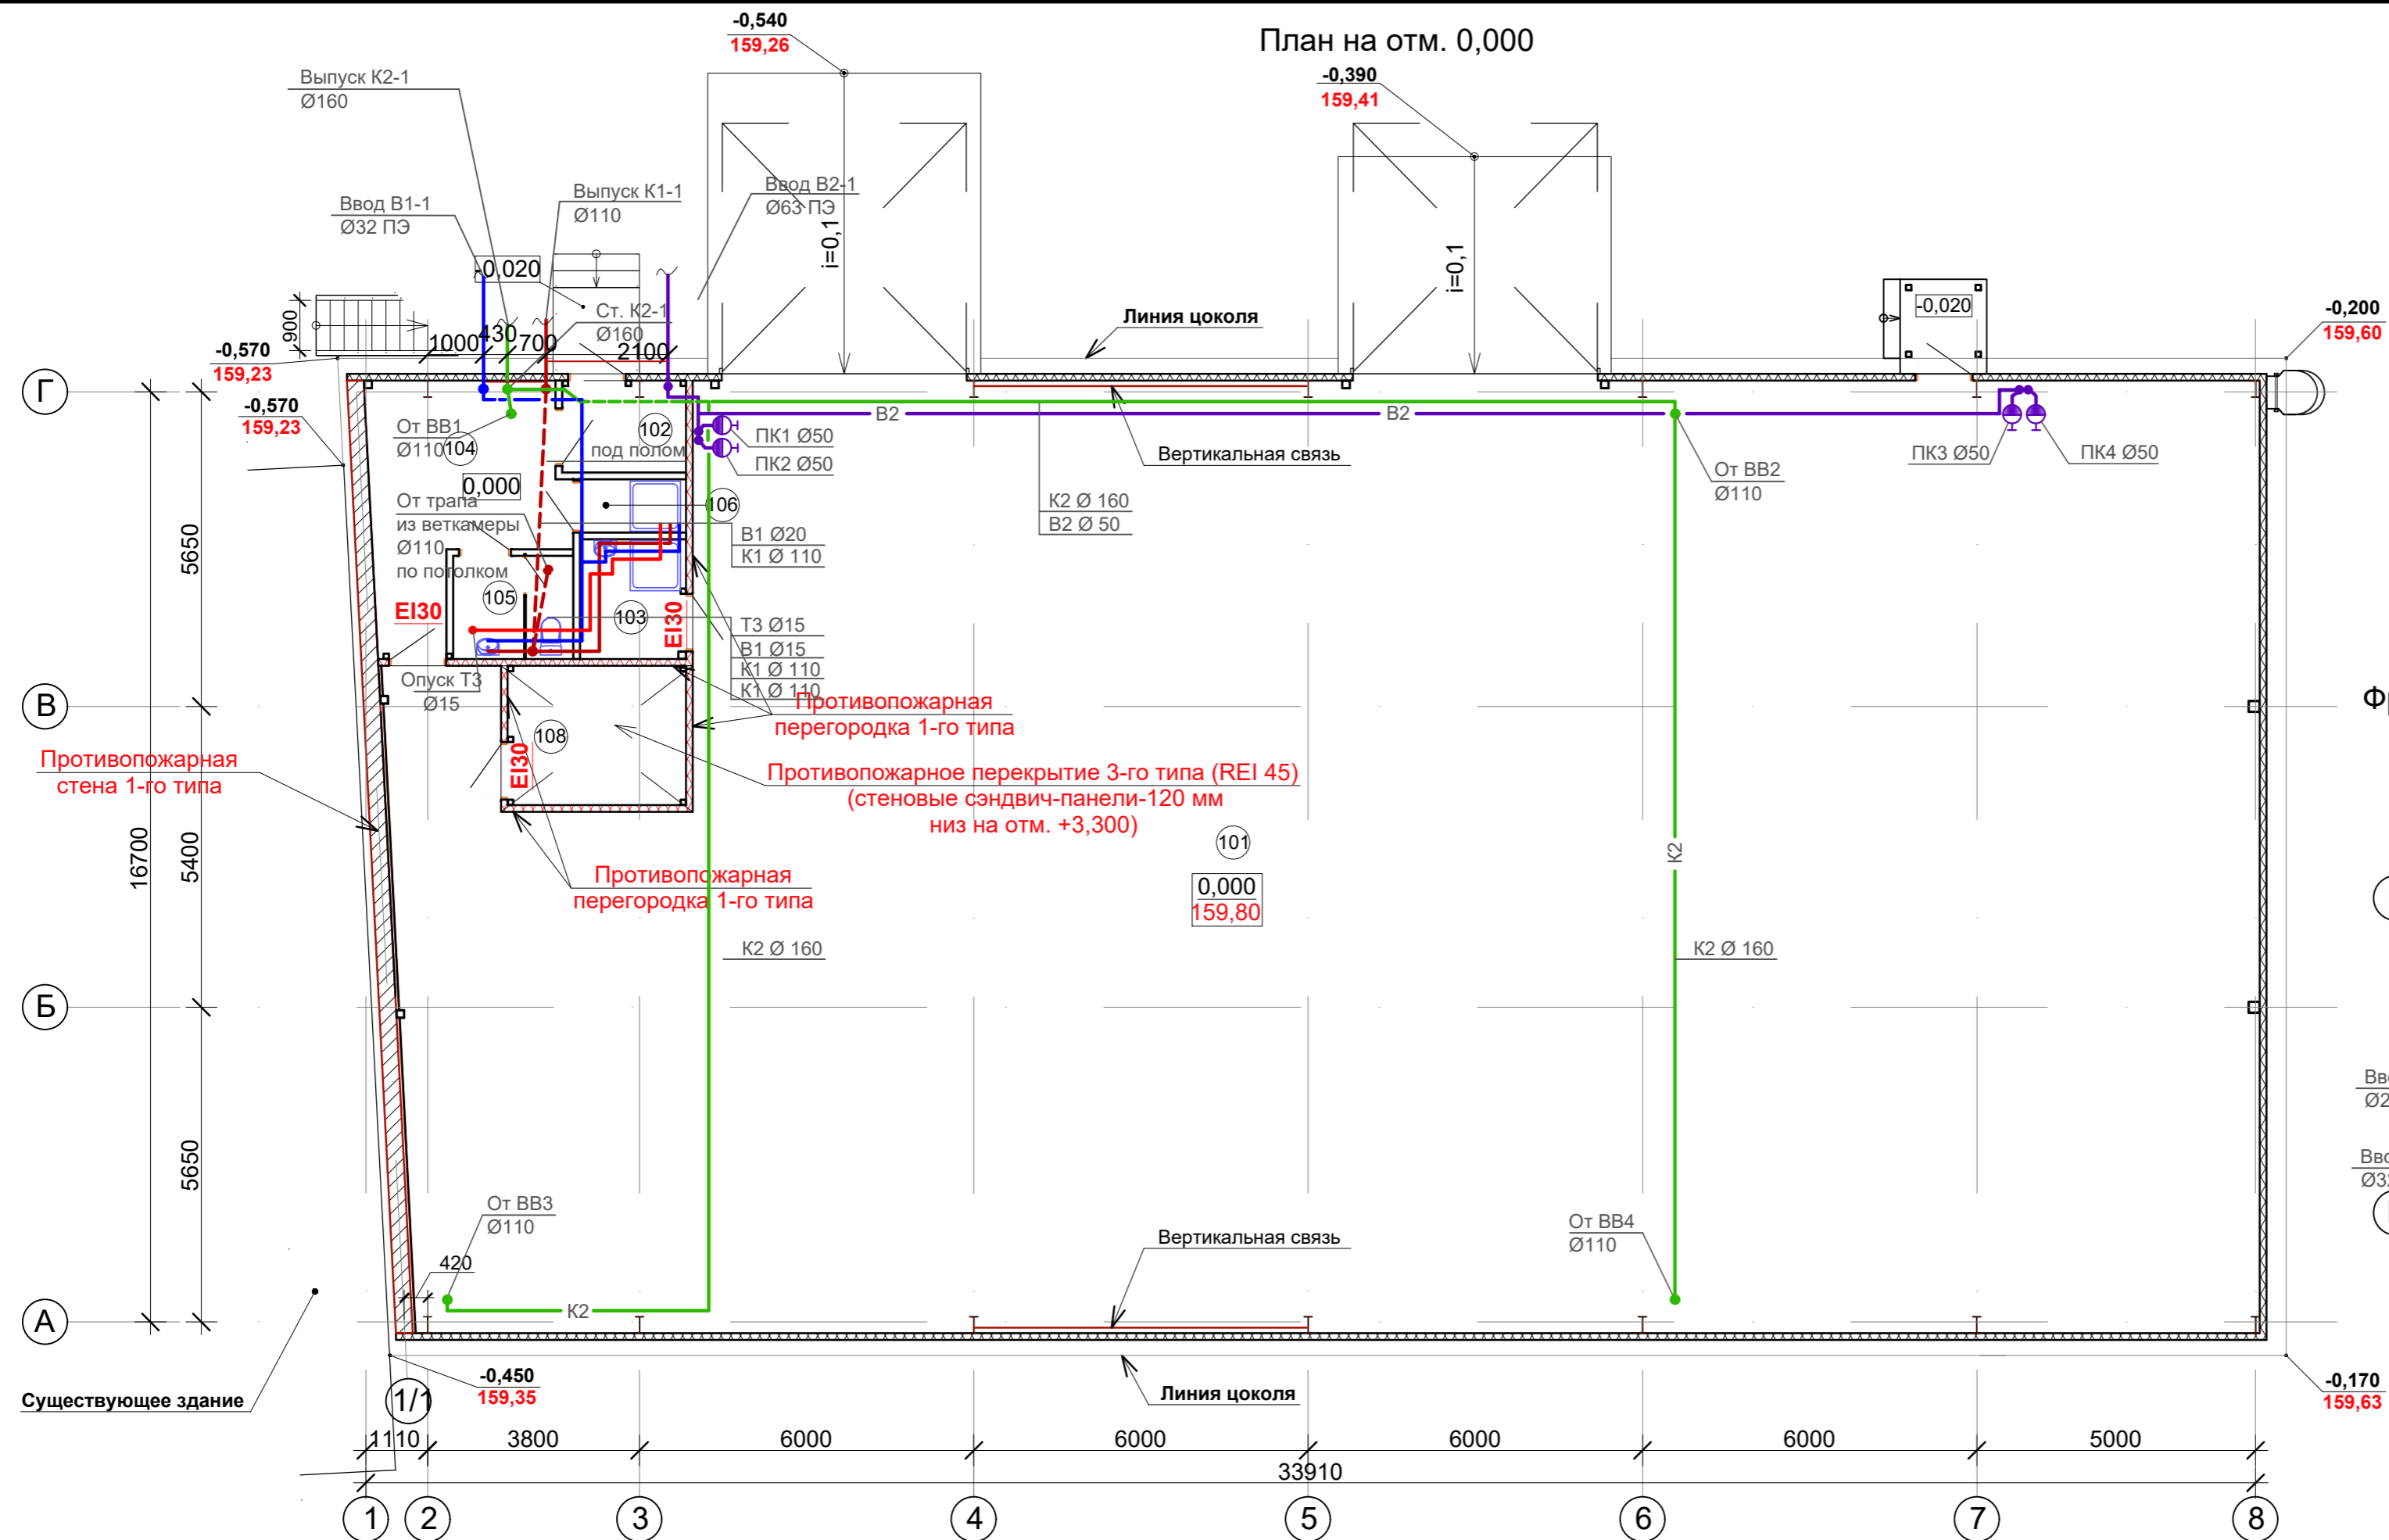 План на отм. 0,000
-0,540
159,26
-0,390
159,41
Выпуск К2-1
Ø160
Ввод В1-1
Ø32 ПЭ
Выпуск К1-1
Ø110
Ввод В2-1
Ø63 ПЭ
i=0,1
i=0,1
-0,020
Ст. К2-1
Ø160
900
1000
430
700
2100
Линия цоколя
-0,020
-0,200
159,60
-0,570
159,23
-0,570
159,23
Г
От ВВ1
Ø110
104
102
под полом
В2
В2
ПК1 Ø50
ПК2 Ø50
Вертикальная связь
ПК3 Ø50
ПК4 Ø50
От ВВ2
Ø110
0,000
106
К2 Ø 160
В2 Ø 50
От трапа
из веткамеры
Ø110
по потолком
В1 Ø20
К1 Ø 110
5650
105
103
EI30
EI30
Т3 Ø15
В1 Ø15
К1 Ø 110
К1 Ø 110
Опуск Т3
Ø15
В
Противопожарная
перегородка 1-го типа
108
EI30
Противопожарная
стена 1-го типа
Противопожарное перекрытие 3-го типа (REI 45)
(стеновые сэндвич-панели-120 мм
низ на отм. +3,300)
101
0,000
159,80
К2
16700
5400
Противопожарная
перегородка 1-го типа
К2 Ø 160
К2 Ø 160
Б
5650
От ВВ3
Ø110
От ВВ4
Ø110
Вертикальная связь
420
К2
А
-0,450
159,35
Линия цоколя
-0,170
159,63
Существующее здание
1/1
1110
3800
6000
6000
6000
6000
5000
33910
1
2
3
4
5
6
7
8